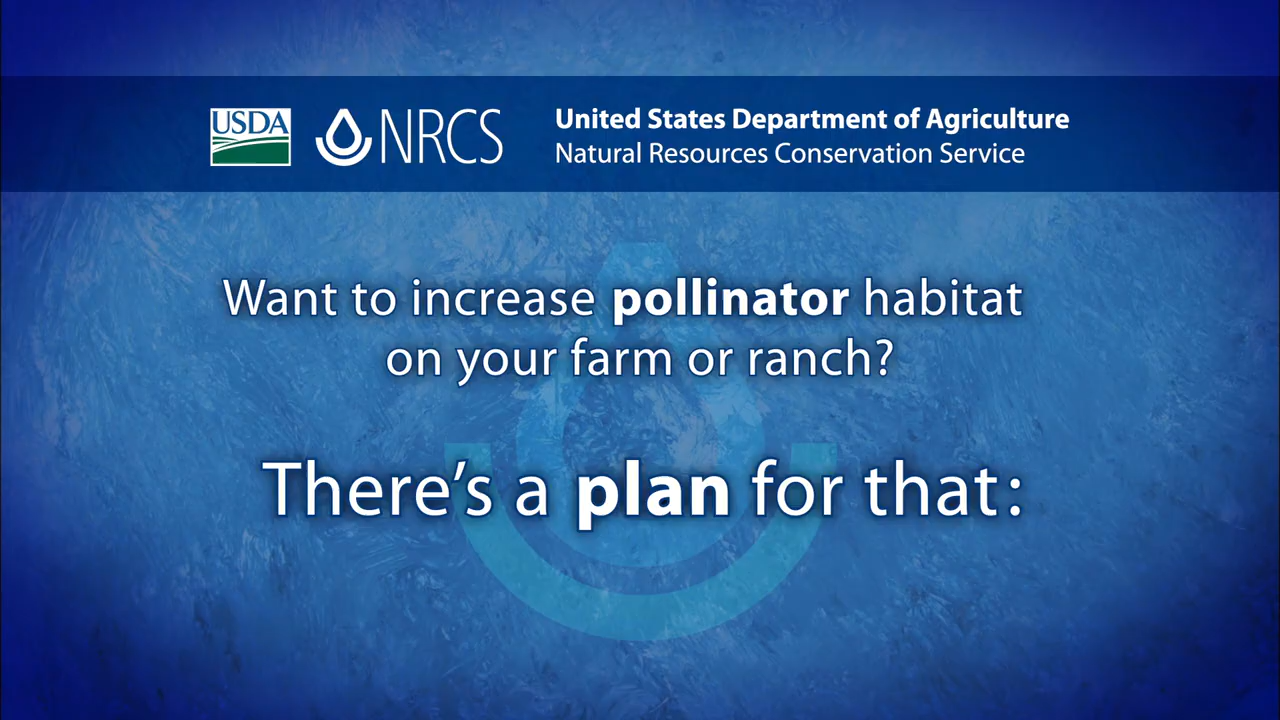 USDA
NRCS
United States Department of Agriculture
Natural Resources Conservation Service
Want to increase pollinator habitat
on your farm or ranch?
There's a plan for that: